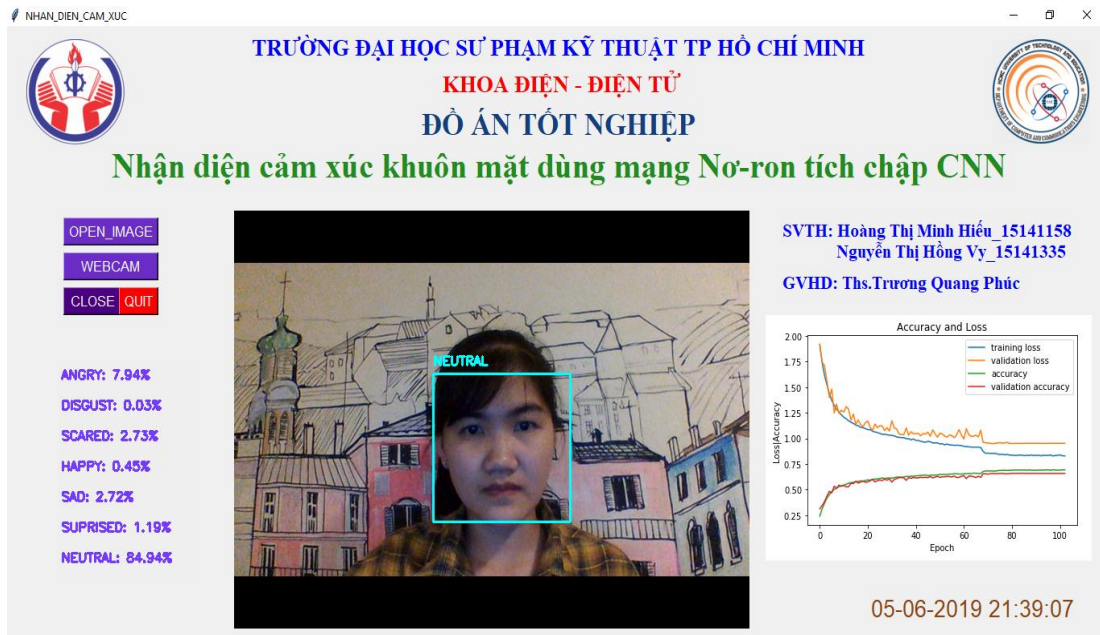 NHAN_DIEN_CAM_XUC
TRƯỜNG ĐẠI HỌC SƯ PHẠM KỸ THUẬT TP HỒ CHÍ MINH
KHOA ĐIỆN - ĐIỆN TỬ
ĐỒ ÁN TỐT NGHIỆP
Nhận diện cảm xúc khuôn mặt dùng mạng Nơ-ron tích chập CNN
OPEN_IMAGE
WEBCAM
CLOSE QUIT
ANGRY: 7.94%
DISGUST: 0.03%
SCARED: 2.73%
HAPPY: 0.45%
SAD: 2.72%
SUPRISED: 1.19%
NEUTRAL: 84.94%
NEUTRAL
SVTH: Hoàng Thị Minh Hiếu_15141158
Nguyễn Thị Hồng Vy_15141335
GVHD: Ths.Trương Quang Phúc
Accuracy and Loss
training loss
validation loss
accuracy
validation accuracy
Loss|Accuracy
2.00
1.75
1.50
1.25
1.00
0.75
0.50
0.25
0 20 40 60 80 100
Epoch
05-06-2019 21:39:07